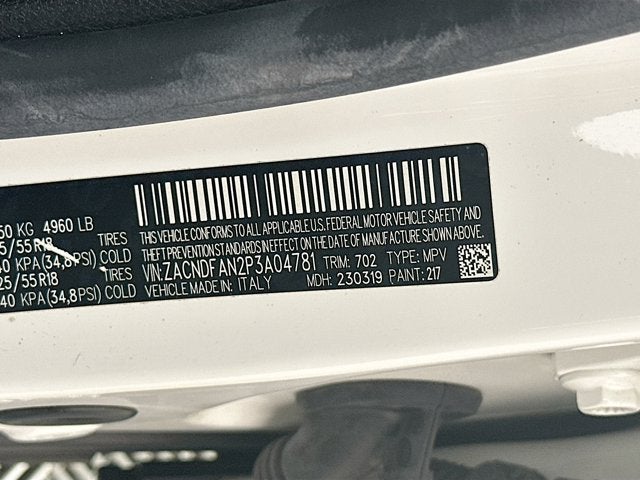 50 KG 4960 LB
5/55R18 TIRES
40 KPA(34,8PSI) COLD
25/55R18 TIRES
40 KPA(34,8PSI) COLD
THIS VEHICLE CONFORMS TO ALL APPLICABLE U.S. FEDERAL MOTOR VEHICLE SAFETY AND
THEFT PREVENTION STANDARDS IN EFFECT ON THE DATE OF MANUFACTURE SHOWN ABOVE.
VIN:ZACNDFAN2P3A04781 TRIM: 702 TYPE: MPV
VEHICLE MADE IN: ITALY MDH: 230319 PAINT: 217